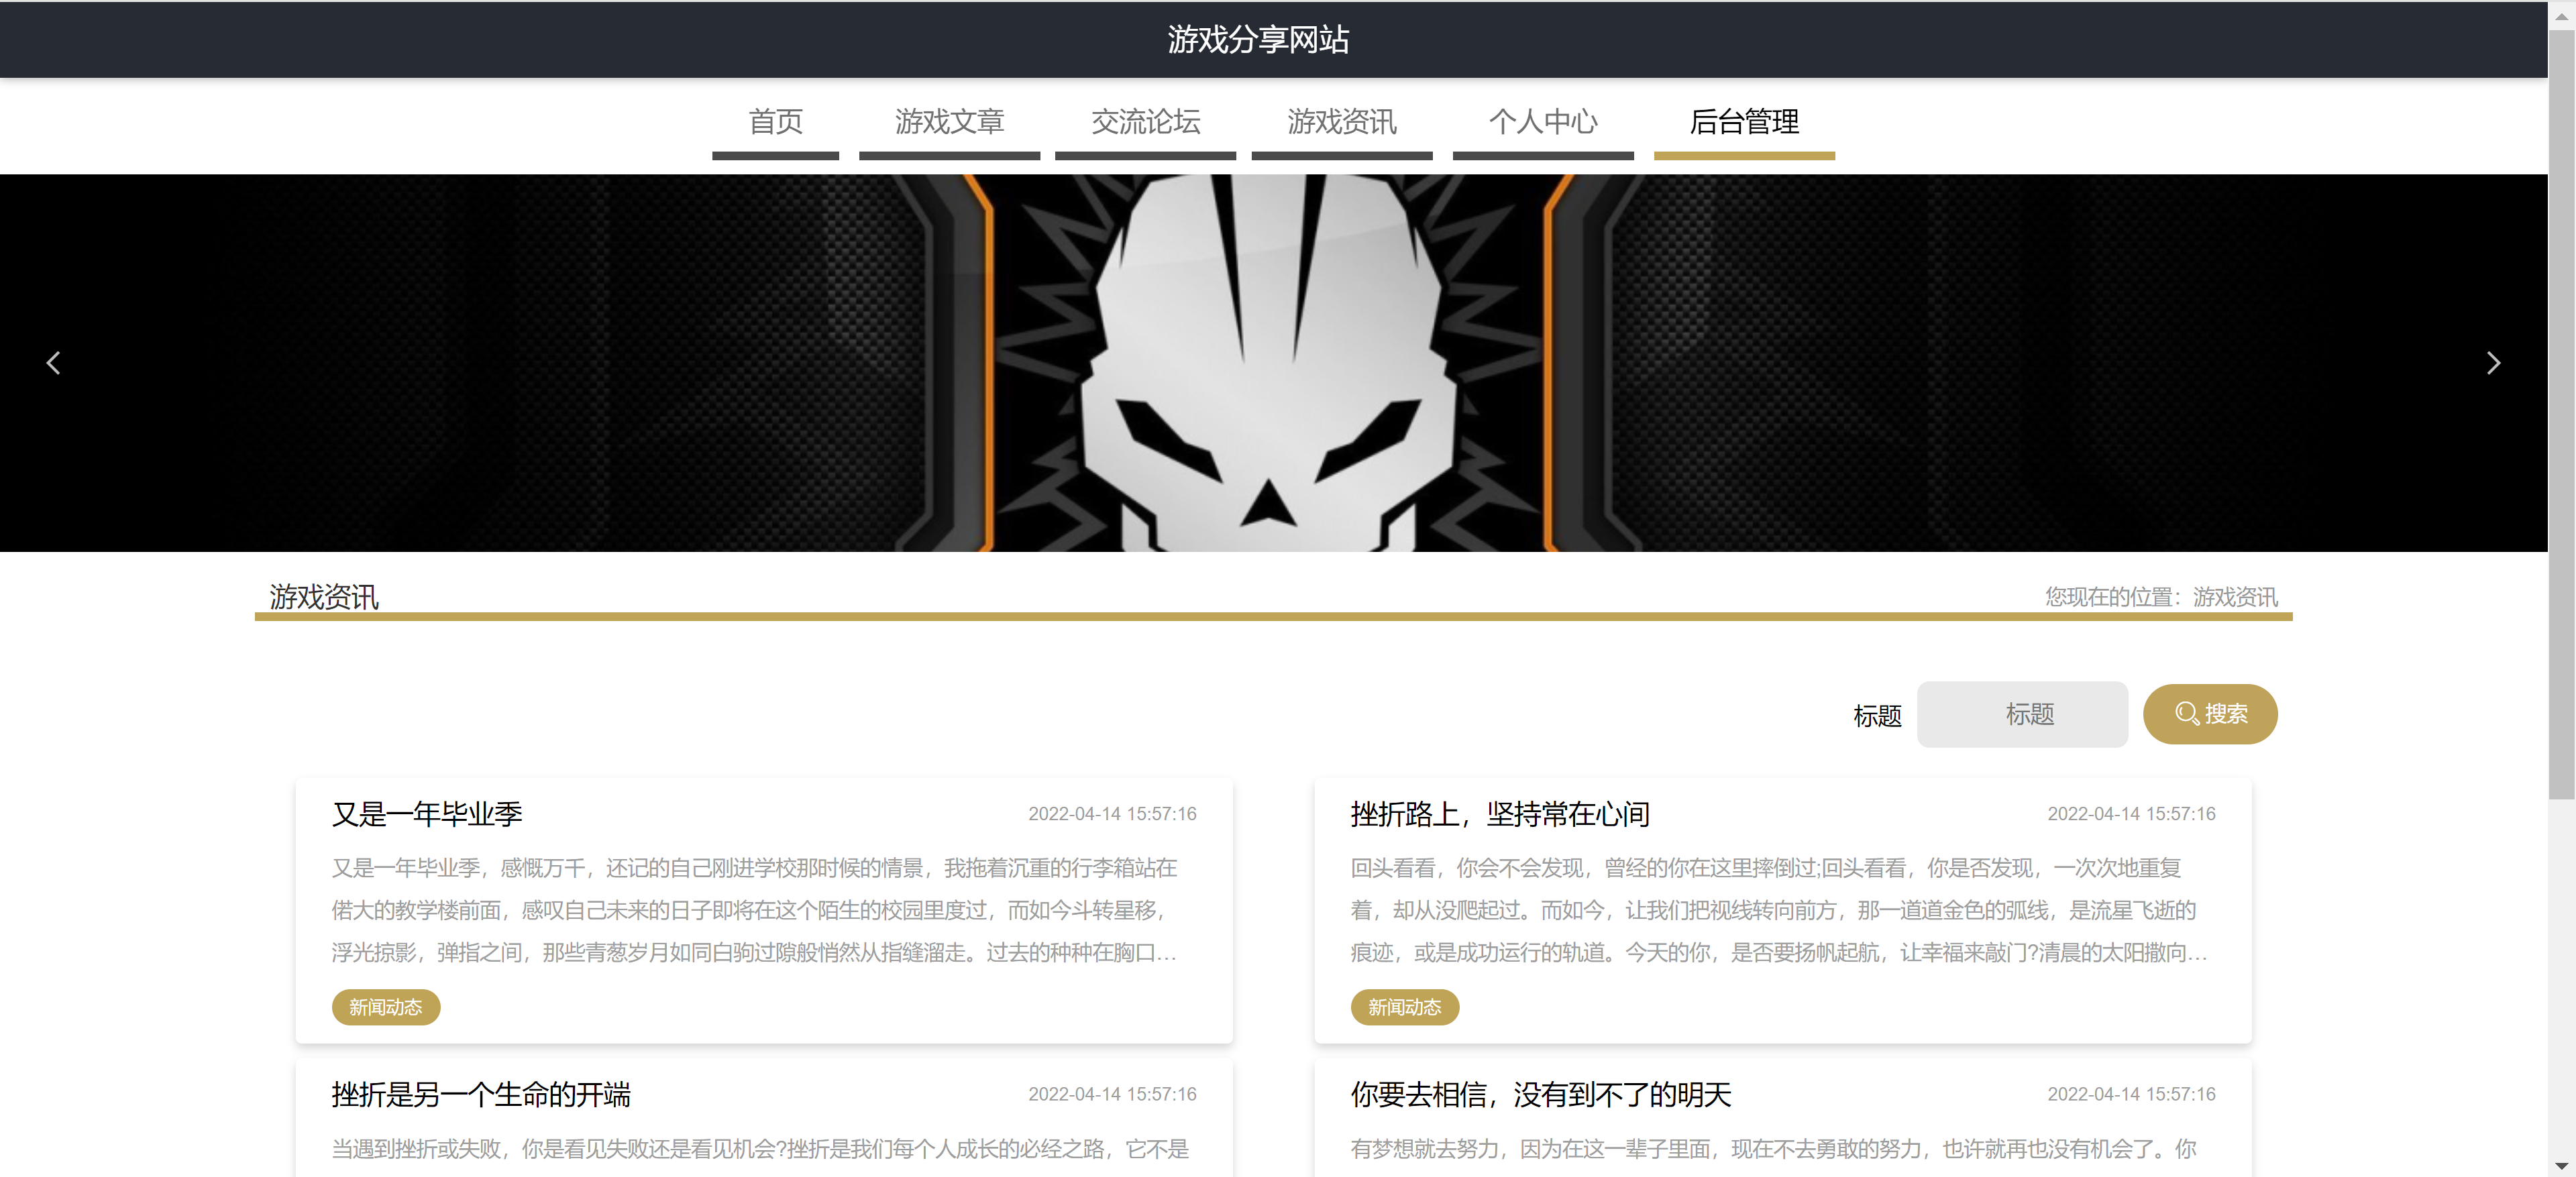 游戏分享网站
首页 游戏文章 交流论坛 游戏资讯 个人中心 后台管理
游戏资讯
您现在的位置：游戏资讯
标题 标题 搜索
又是一年毕业季
2022-04-14 15:57:16
又是一年毕业季，感慨万千，还记的自己刚进学校那时候的情景，我拖着沉重的行李箱站在
偌大的教学楼前面，感叹自己未来的日子即将在这个陌生的校园里度过，而如今斗转星移，
浮光掠影，弹指之间，那些青葱岁月如同白驹过隙般悄然从指缝溜走。过去的种种在胸口…
新闻动态
挫折路上，坚持常在心间
2022-04-14 15:57:16
回头看看，你会不会发现，曾经的你在这里摔倒过;回头看看，你是否发现，一次次地重复
着，却从没爬起过。而如今，让我们把视线转向前方，那一道道金色的弧线，是流星飞逝的
痕迹，或是成功运行的轨道。今天的你，是否要扬帆起航，让幸福来敲门?清晨的太阳撒向…
新闻动态
挫折是另一个生命的开端
2022-04-14 15:57:16
当遇到挫折或失败，你是看见失败还是看见机会?挫折是我们每个人成长的必经之路，它不是
你要去相信，没有到不了的明天
2022-04-14 15:57:16
有梦想就去努力，因为在这一辈子里面，现在不去勇敢的努力，也许就再也没有机会了。你